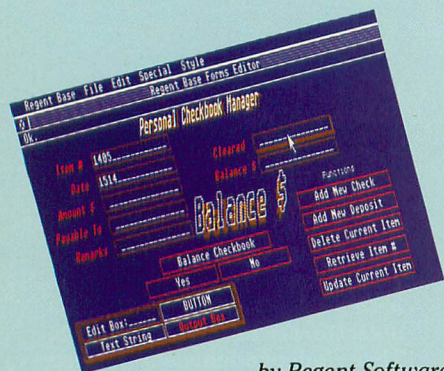 Regent Base File Edit Special Style
Regent Base Forms Editor
Ok.
Personal Checkbook Manager
Item # 1485
Date 1514
Amount $
Payable To
Remarks
Cleared
Balance $
Balance $
Balance Checkbook
Yes No
Functions
Add New Check
Add New Deposit
Delete Current Item
Retrieve Item #
Update Current Item
Edit Box:
BUTTON
Text String
Output Box
by Regent Software